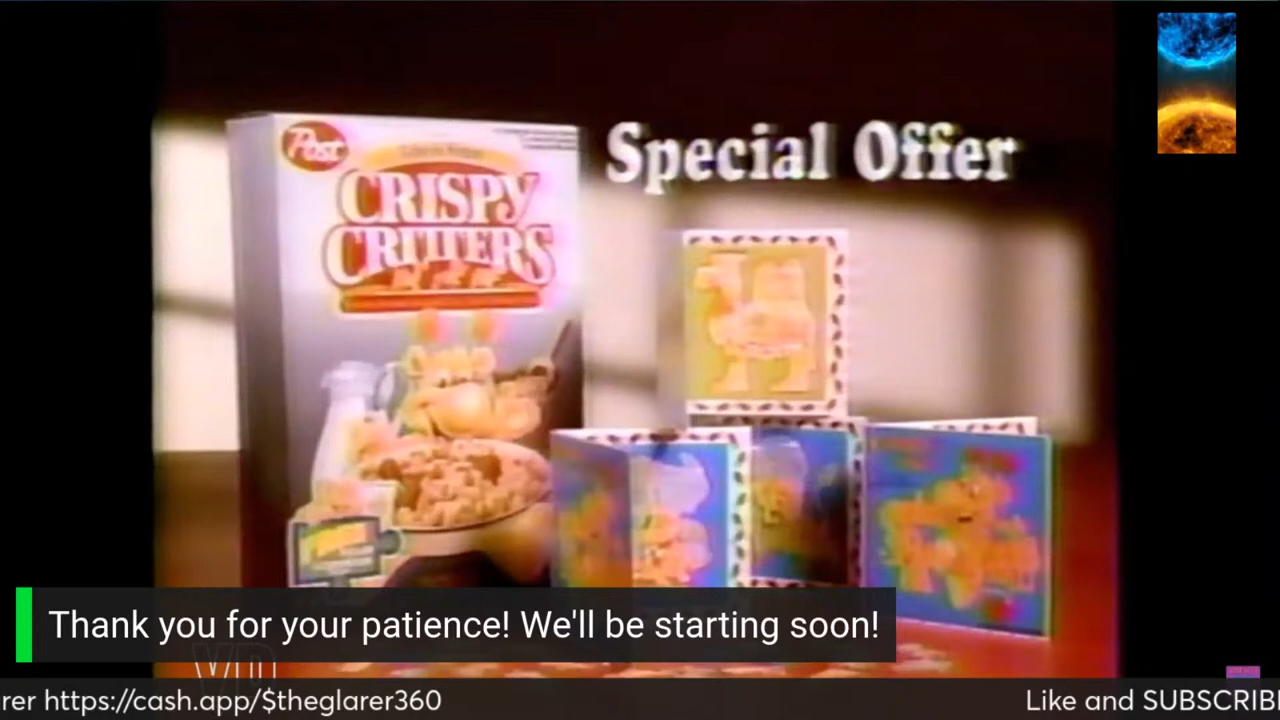 Post
CRISPY
CRITTERS
Special Offer
Thank you for your patience! We'll be starting soon!
rer https://cash.app/$theglarer360
Like and SUBSCRIB